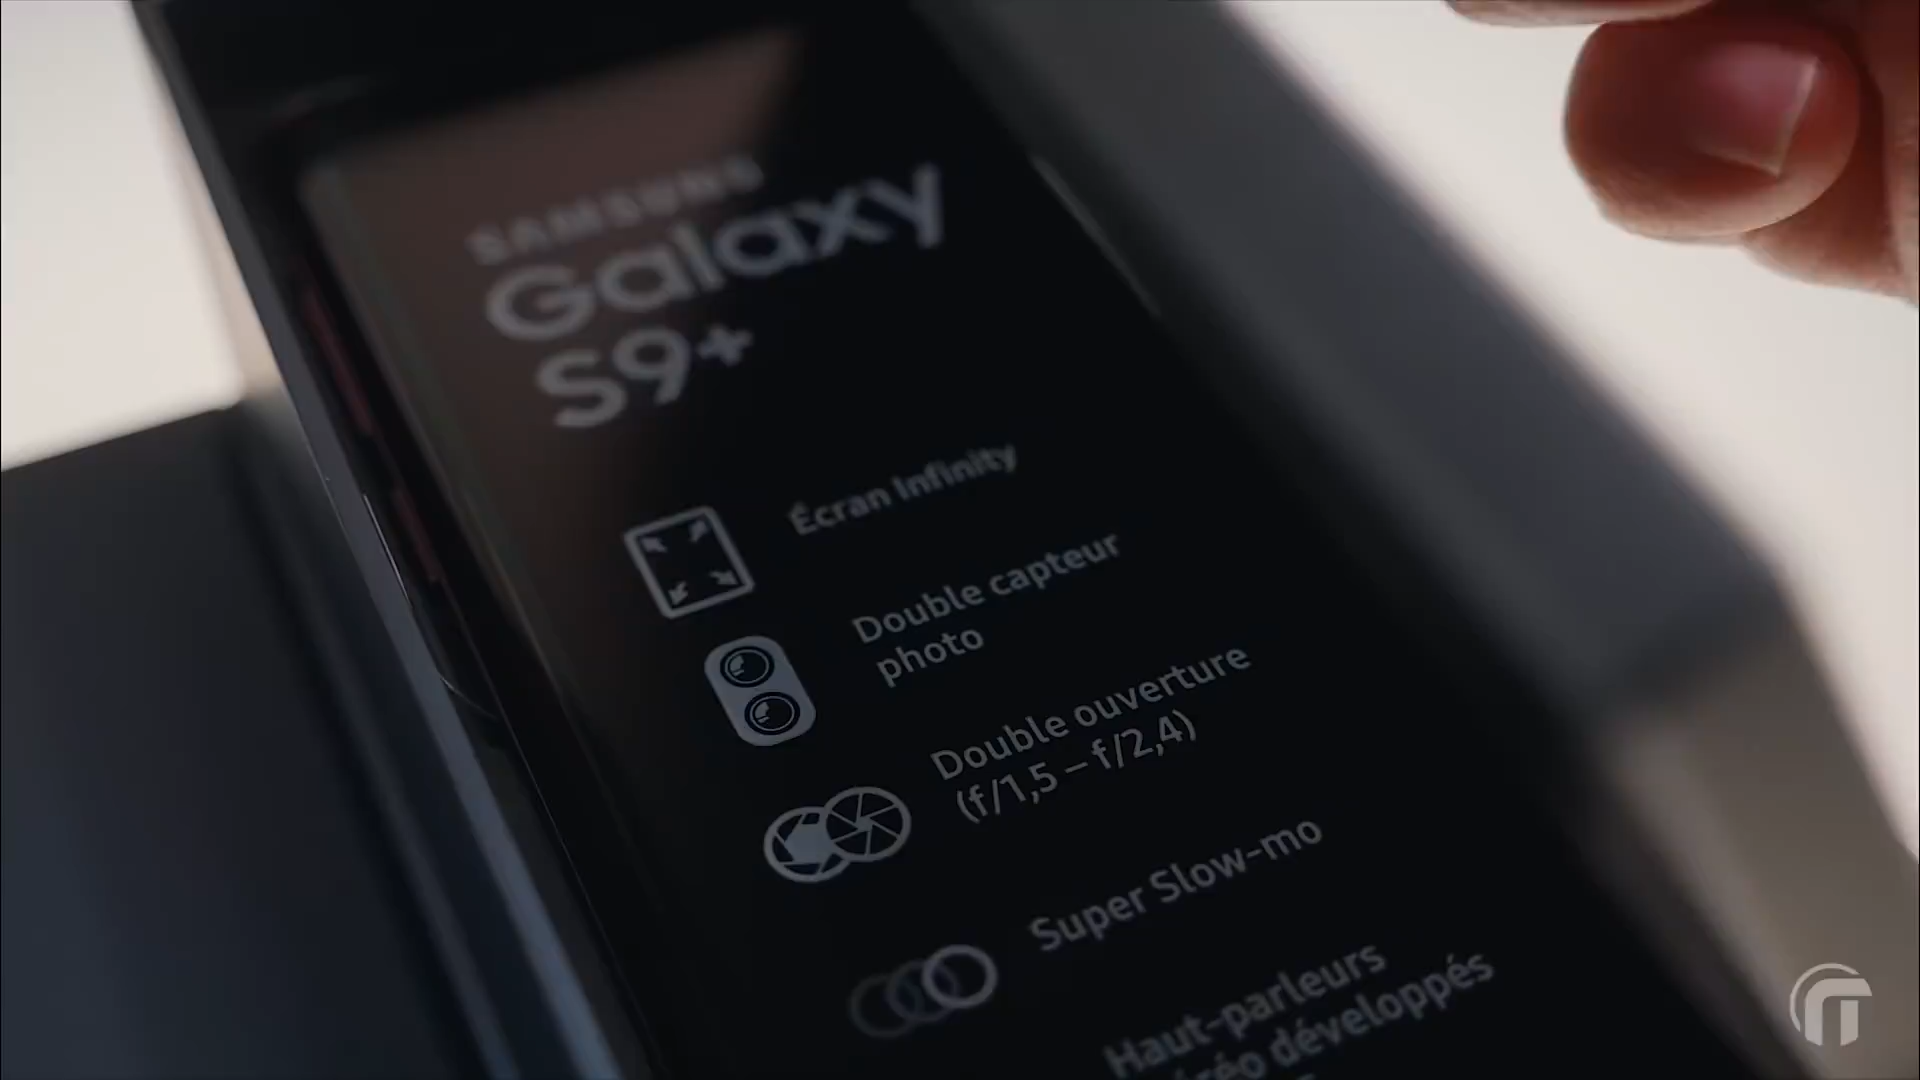 SAMSUNG
Galaxy
S9+
Écran Infinity
Double capteur
photo
Double ouverture
(f/1,5 – f/2,4)
Super Slow-mo
Haut-parleurs
développés